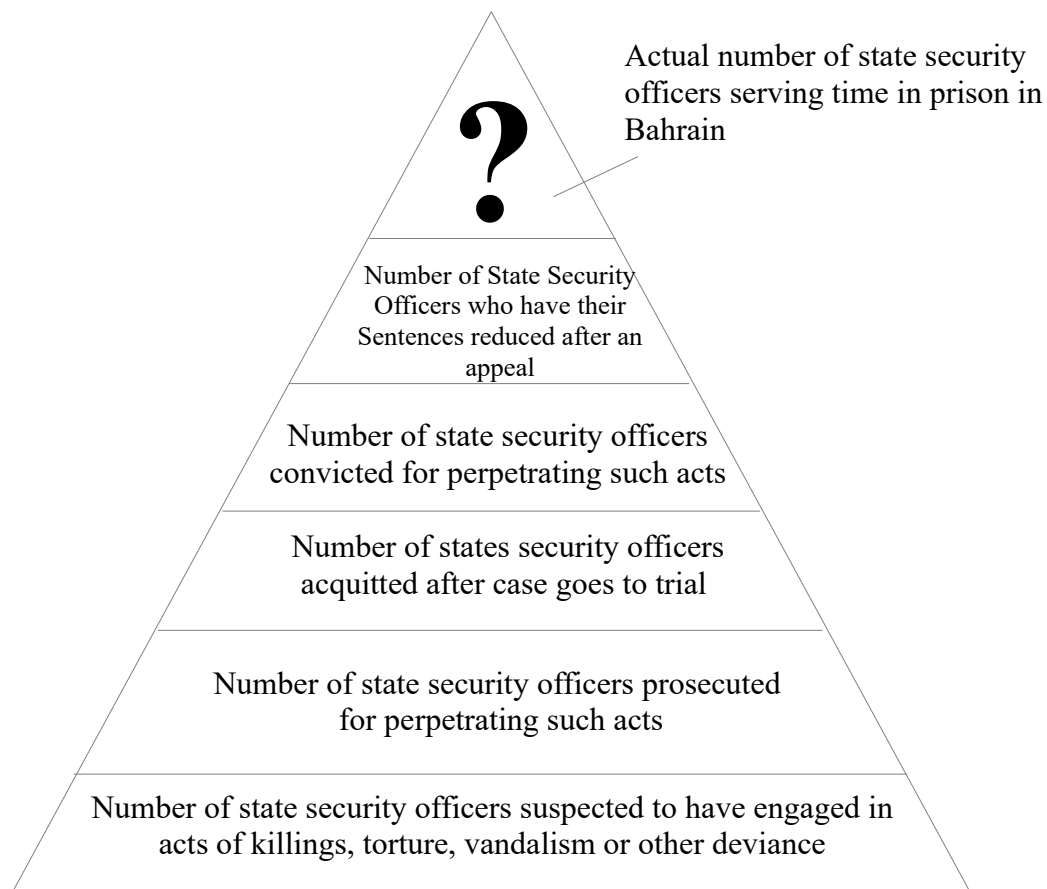 Actual number of state security
officers serving time in prison in
Bahrain
?
Number of State Security
Officers who have their
Sentences reduced after an
appeal
Number of state security officers
convicted for perpetrating such acts
Number of states security officers
acquitted after case goes to trial
Number of state security officers prosecuted
for perpetrating such acts
Number of state security officers suspected to have engaged in
acts of killings, torture, vandalism or other deviance